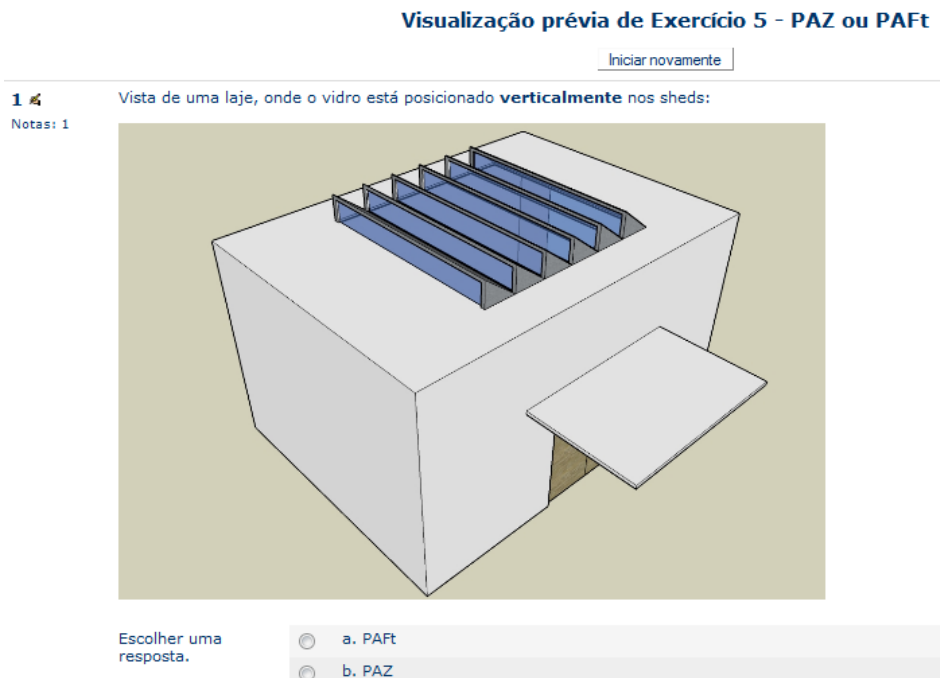 Visualização prévia de Exercício 5 - PAZ ou PAFt
Iniciar novamente
1
Notas: 1
Vista de uma laje, onde o vidro está posicionado verticalmente nos sheds:
Escolher uma
resposta.
a. PAFt
b. PAZ